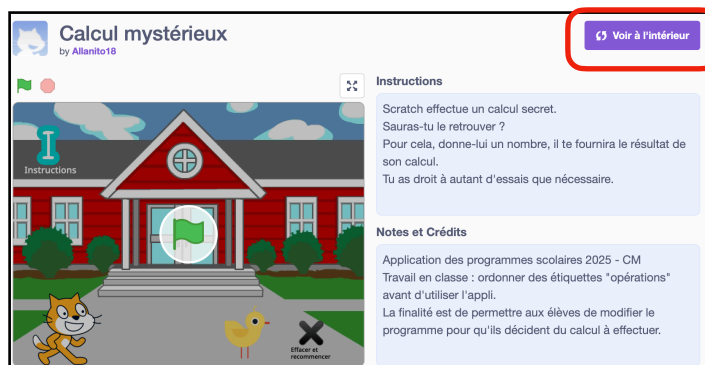 Calcul mystérieux
by Allanito18
Voir à l'intérieur
Instructions
Effacer et
recommencer
Instructions
Scratch effectue un calcul secret.
Sauras-tu le retrouver ?
Pour cela, donne-lui un nombre, il te fournira le résultat de
son calcul.
Tu as droit à autant d'essais que nécessaire.
Notes et Crédits
Application des programmes scolaires 2025 - CM
Travail en classe : ordonner des étiquettes "opérations"
avant d'utiliser l'appli.
La finalité est de permettre aux élèves de modifier le
programme pour qu'ils décident du calcul à effectuer.